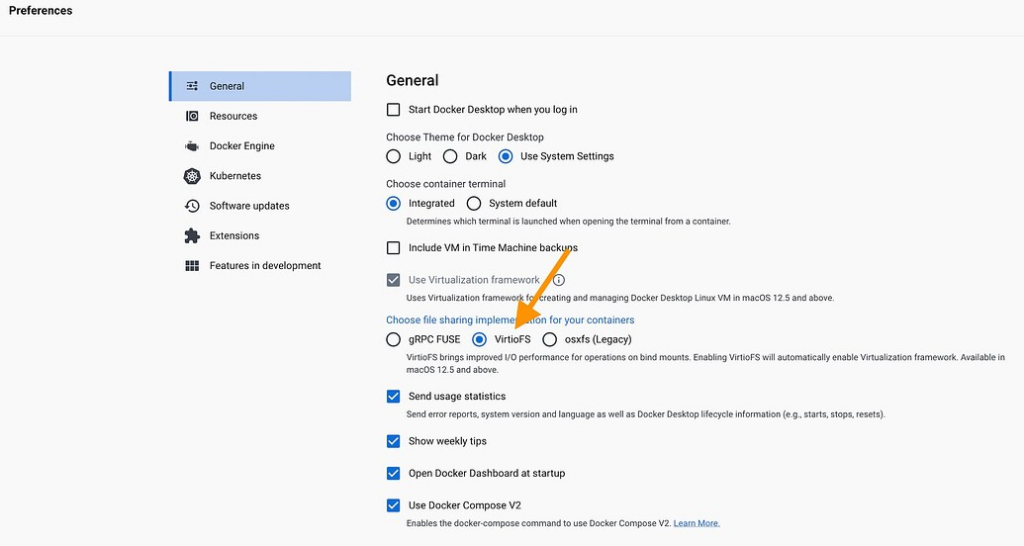 Preferences
General
Resources
Docker Engine
Kubernetes
Software updates
Extensions
Features in development
General
Start Docker Desktop when you log in
Choose Theme for Docker Desktop
Light Dark Use System Settings
Choose container terminal
Integrated System default
Determines which terminal is launched when opening the terminal from a container.
Include VM in Time Machine backups
Use Virtualization framework
Uses Virtualization framework for creating and managing Docker Desktop Linux VM in macOS 12.5 and above.
Choose file sharing implementation for your containers
gRPC FUSE VirtioFS osxfs (Legacy)
VirtioFS brings improved I/O performance for operations on bind mounts. Enabling VirtioFS will automatically enable Virtualization framework. Available in
macOS 12.5 and above.
Send usage statistics
Send error reports, system version and language as well as Docker Desktop lifecycle information (e.g., starts, stops, resets).
Show weekly tips
Open Docker Dashboard at startup
Use Docker Compose V2
Enables the docker-compose command to use Docker Compose V2. Learn More.